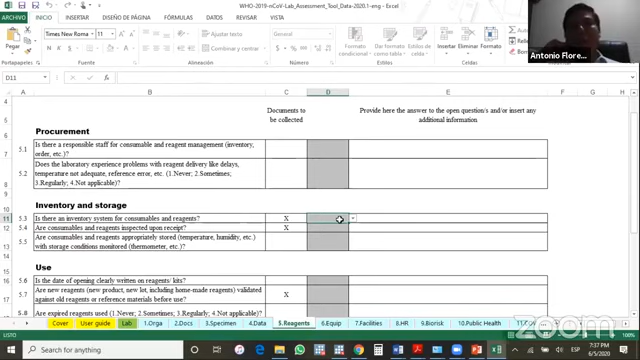 WHO-2019-nCoV-Lab_Assessment_Tool_Data-2020.1-eng - Excel
ARCHIVO INICIO INSERTAR DISEÑO DE PÁGINA FÓRMULAS DATOS REVISAR VISTA
Antonio Flore...
Pegar
Times New Roma
General
Formato condicional
Dar formato como tabla
Estilos de celda
Insertar
Eliminar
Formato
Portapapeles Fuente Alineación Número Estilos Celdas
D11
A B C D E F G H
Documents to be collected
Provide here the answer to the open question/s and/or insert any additional information
Procurement
5.1 Is there a responsible staff for consumable and reagent management (inventory, order, etc.)?
5.2 Does the laboratory experience problems with reagent delivery like delays, temperature not adequate, reference error, etc. (1.Never; 2.Sometimes; 3.Regularly; 4.Not applicable)?
Inventory and storage
5.3 Is there an inventory system for consumables and reagents? X
5.4 Are consumables and reagents inspected upon receipt? X
5.5 Are consumables and reagents appropriately stored (temperature, humidity, etc.) with storage conditions monitored (thermometer, etc.)?
Use
5.6 Is the date of opening clearly written on reagents/ kits?
5.7 Are new reagents (new product, new lot, including home-made reagents) validated against old reagents or reference materials before use? X
5.8 Are expired reagents used (1.Never; 2.Sometimes; 3.Regularly; 4.Not
Cover User guide Lab 1.Orga 2.Docs 3.Specimen 4.Data 5.Reagents 6.Equip 7.Facilities 8.HR 9.Biorisk 10.Public Health
LISTO
100%
zoom
Search
ESP
7:37 PM
6/5/2020